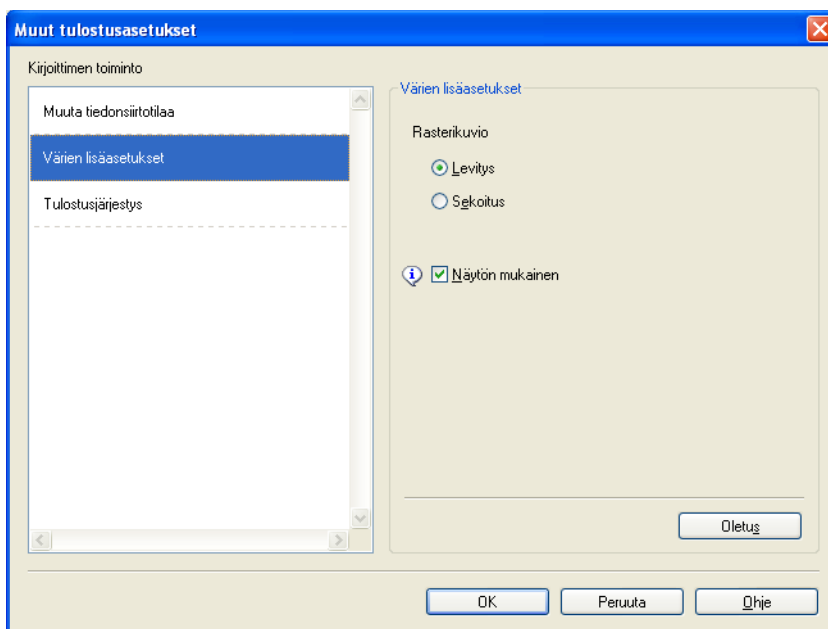 Muut tulostusasetukset
Kirjoittimen toiminto
Muuta tiedonsiirtotilaa
Värien lisäasetukset
Tulostusjärjestys
Värien lisäasetukset
Rasterikuvio
Levitys
Sekoitus
Näytön mukainen
Oletus
OK
Peruuta
Ohje